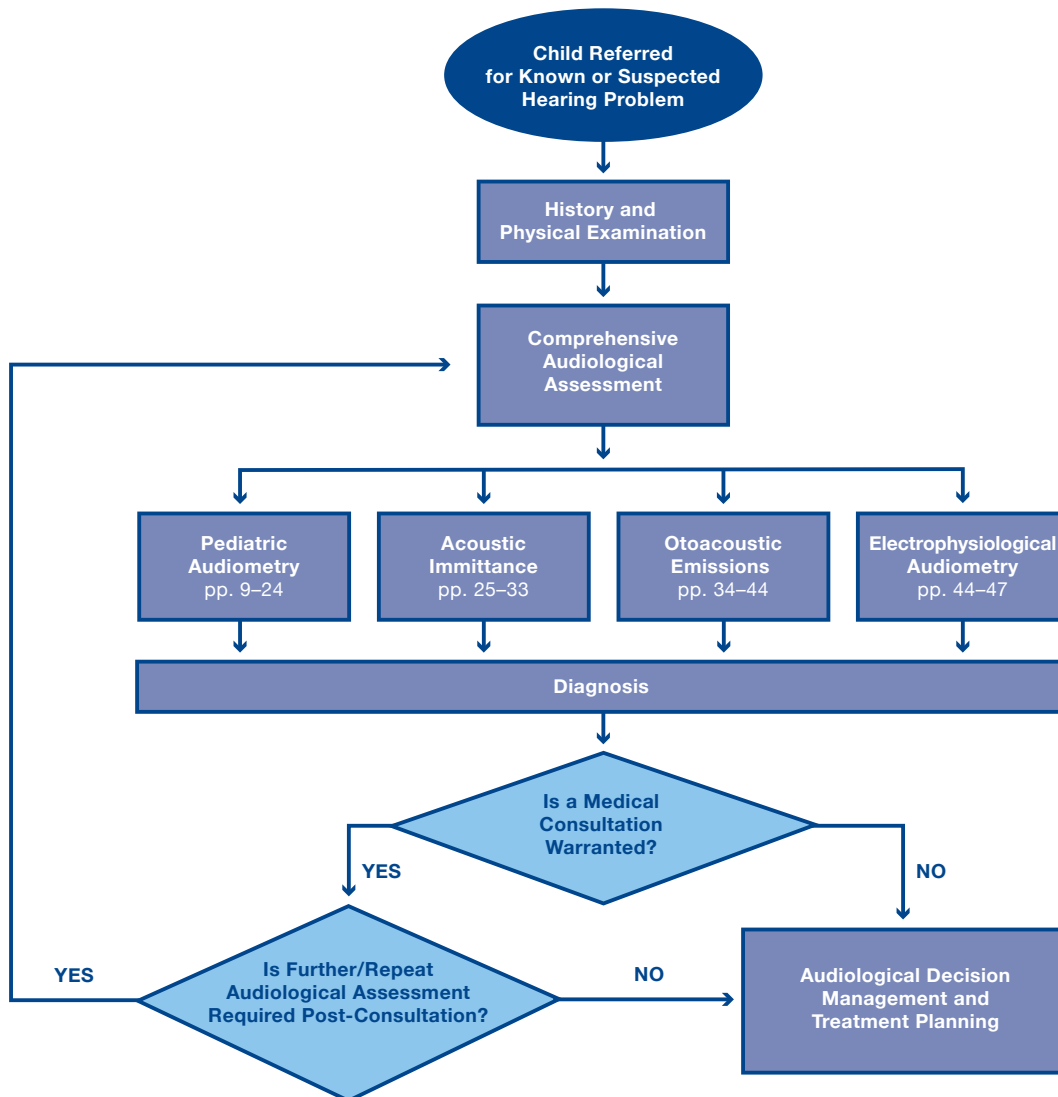 Child Referred
for Known or Suspected
Hearing Problem
History and
Physical Examination
Comprehensive
Audiological
Assessment
Pediatric
Audiometry
pp. 9–24
Acoustic
Immittance
pp. 25–33
Otoacoustic
Emissions
pp. 34–44
Electrophysiological
Audiometry
pp. 44–47
Diagnosis
Is a Medical
Consultation
Warranted?
YES
NO
Is Further/Repeat
Audiological Assessment
Required Post-Consultation?
YES
NO
Audiological Decision
Management and
Treatment Planning